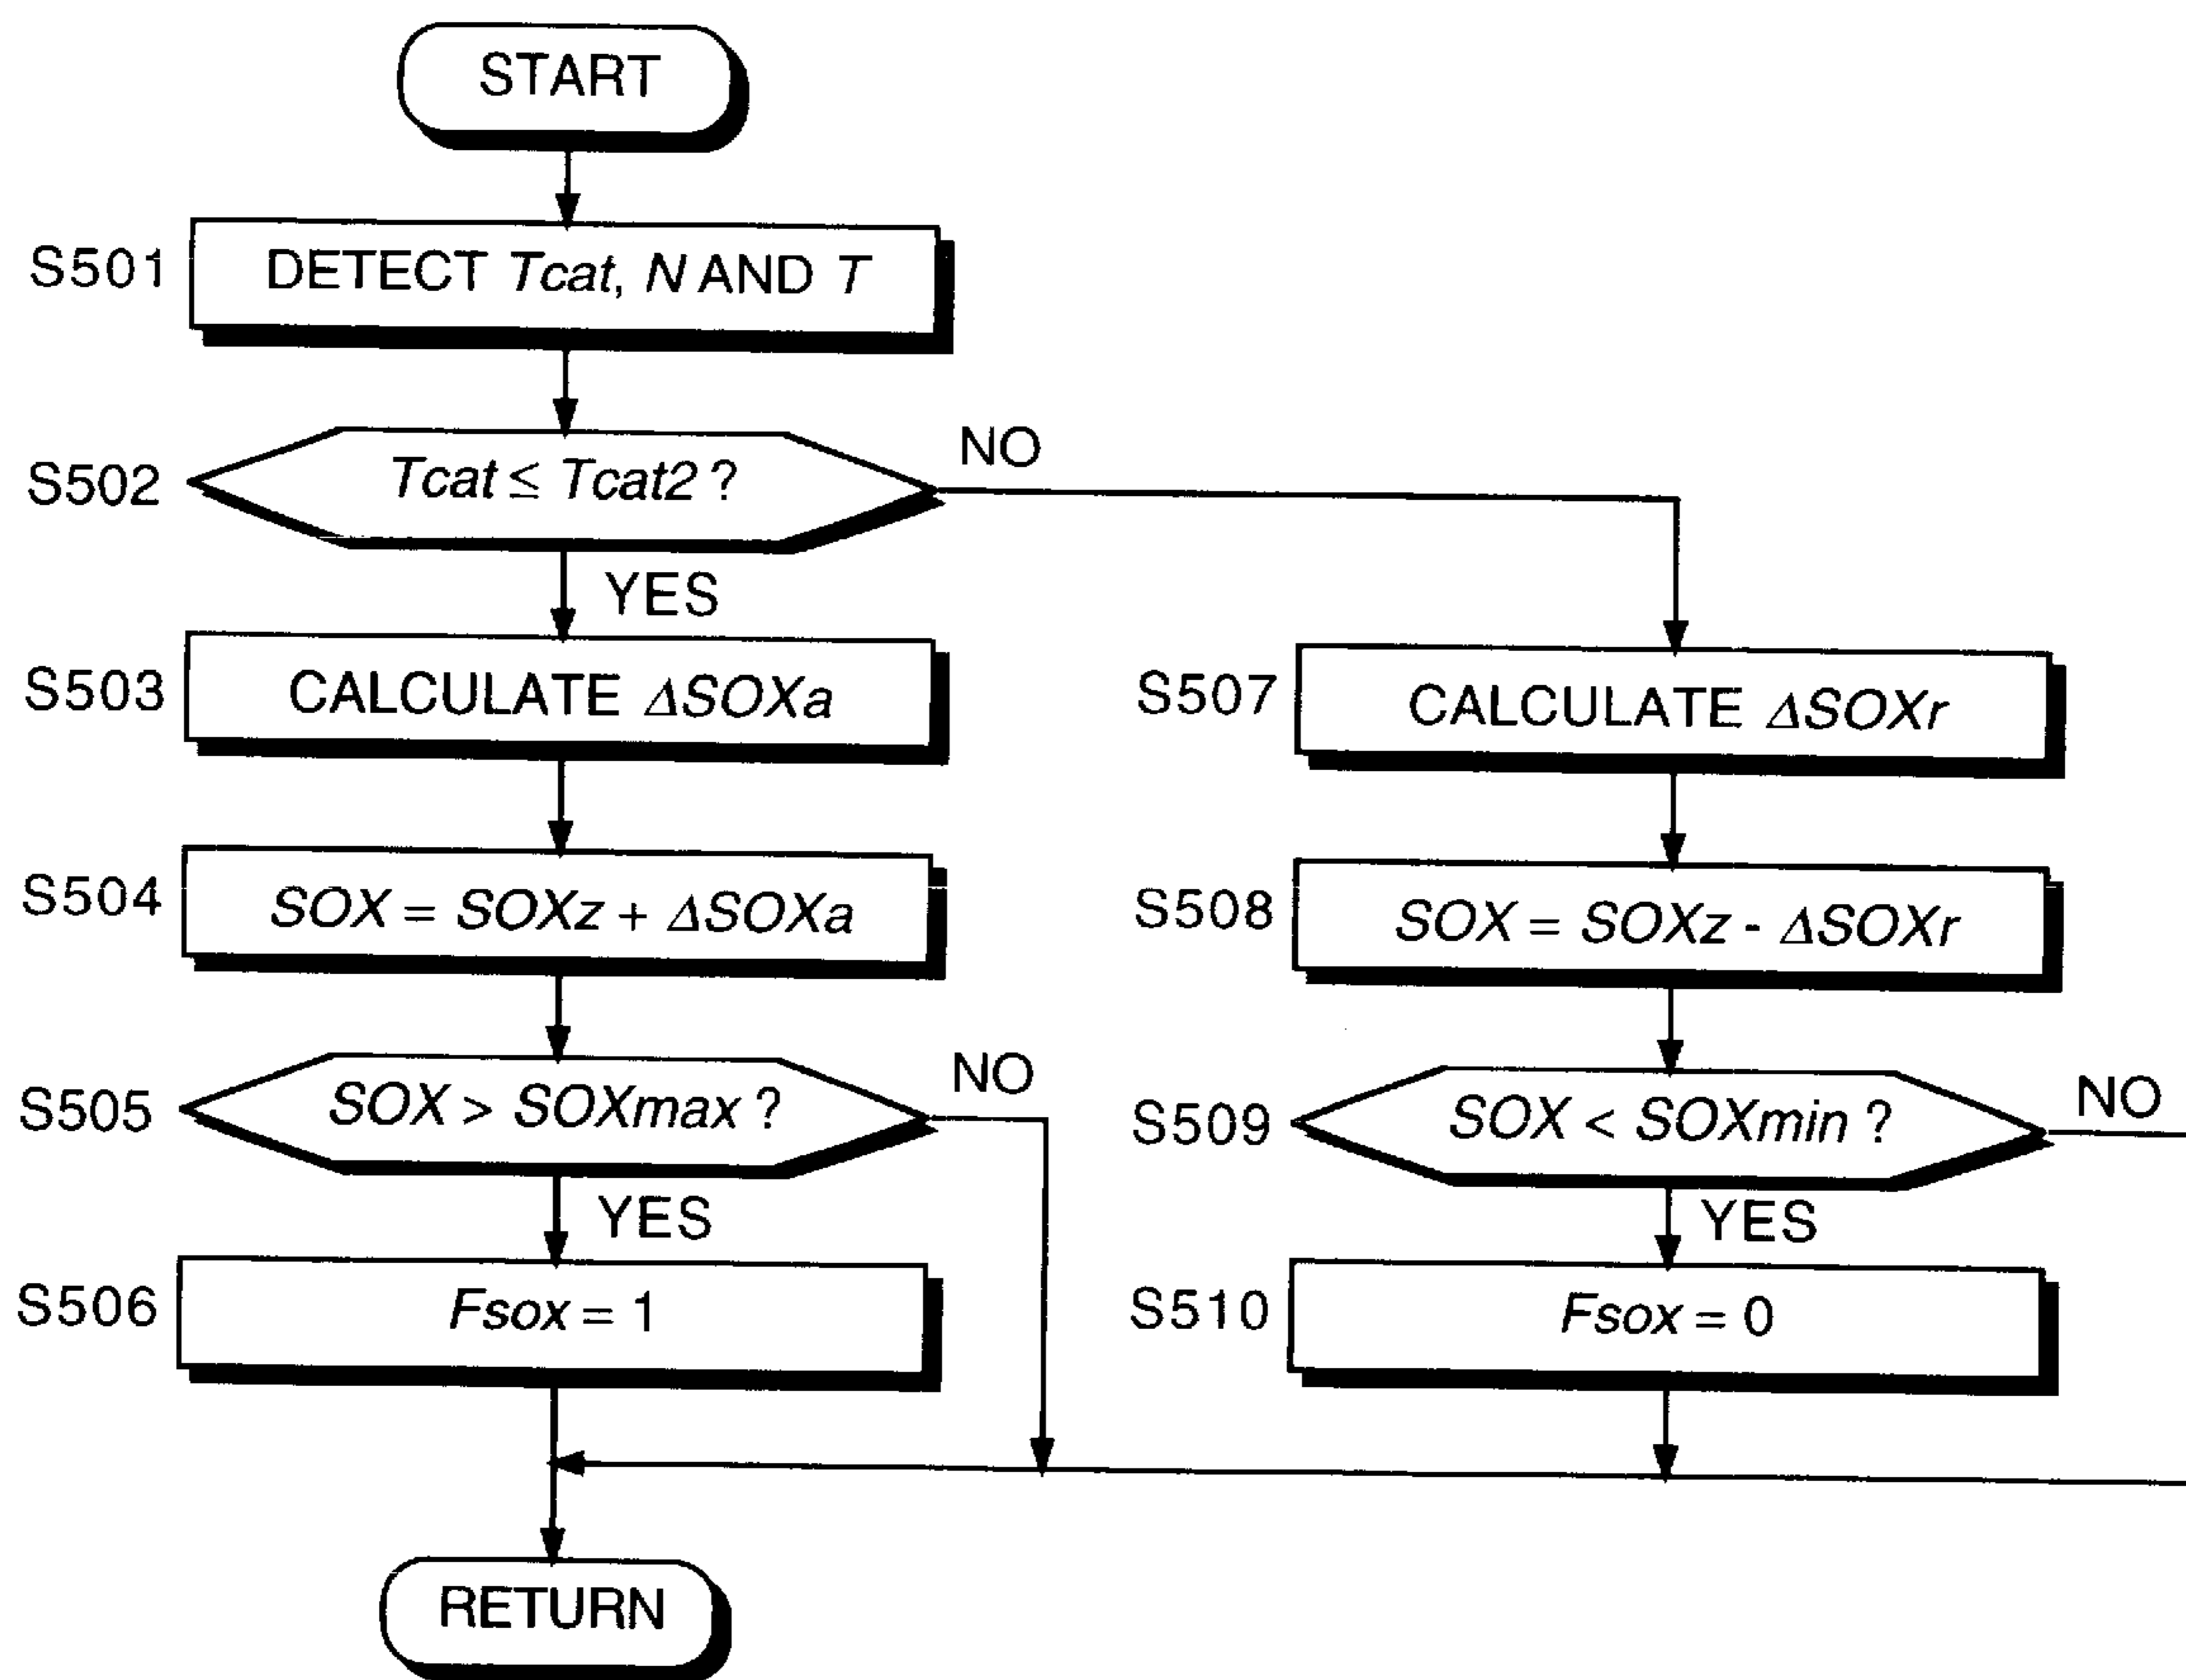 START
S501
DETECT Tcat, N AND T
S502
Tcat ≤ Tcat2 ?
NO
YES
S503
CALCULATE ΔSOXa
S507
CALCULATE ΔSOXr
S504
SOX = SOXz + ΔSOXa
S508
SOX = SOXz - ΔSOXr
S505
SOX > SOXmax ?
NO
S509
SOX < SOXmin ?
NO
YES
YES
S506
Fsox = 1
S510
Fsox = 0
RETURN